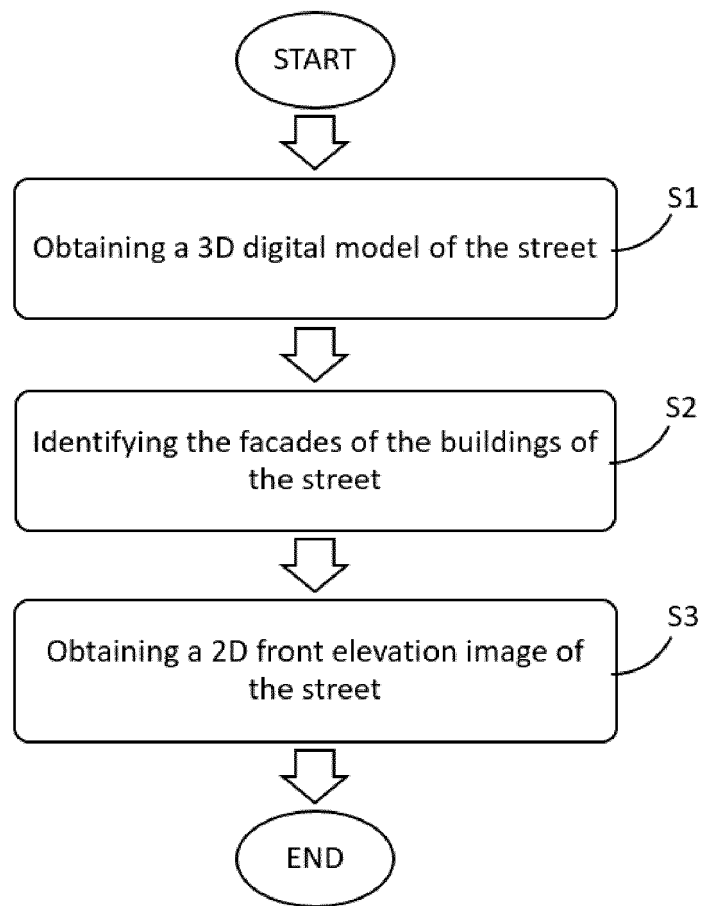 START
S1
Obtaining a 3D digital model of the street
S2
Identifying the facades of the buildings of
the street
S3
Obtaining a 2D front elevation image of
the street
END